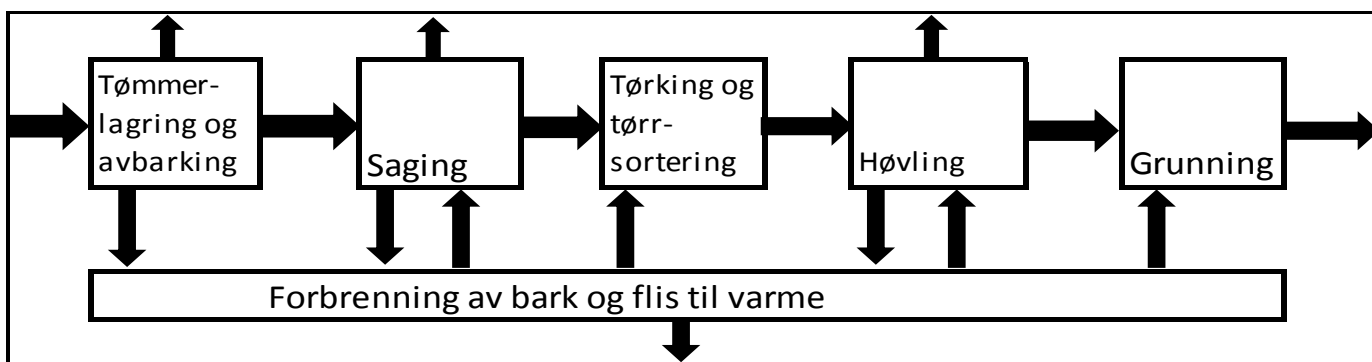 Tømmer-
lagring og
avbarking
Saging
Tørking og
tørr-
sortering
Høvling
Grunning
Forbrenning av bark og flis til varme